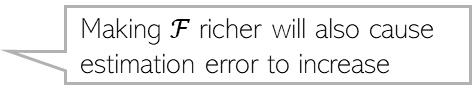 Making 𝓕 richer will also cause
estimation error to increase